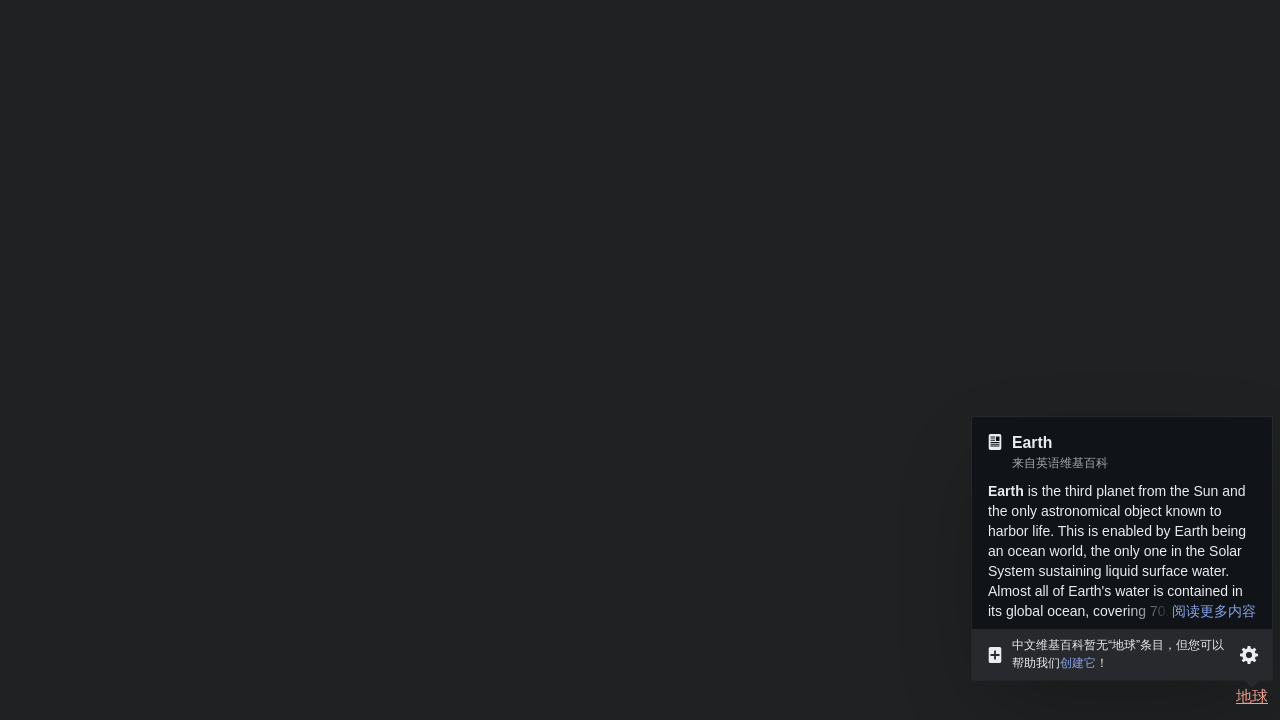 Earth
来自英语维基百科
Earth is the third planet from the Sun and
the only astronomical object known to
harbor life. This is enabled by Earth being
an ocean world, the only one in the Solar
System sustaining liquid surface water.
Almost all of Earth's water is contained in
its global ocean, covering 70. 阅读更多内容
中文维基百科暂无“地球”条目，但您可以
帮助我们创建它！
地球